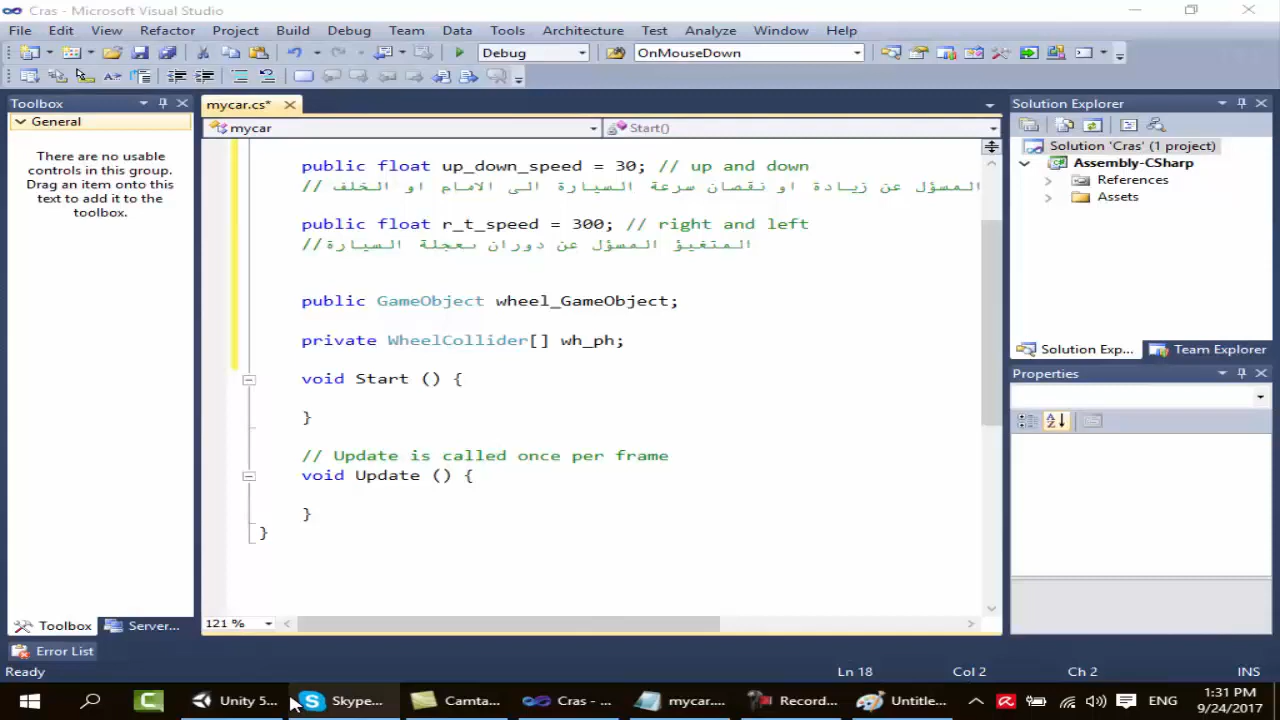 Cras - Microsoft Visual Studio
File Edit View Refactor Project Build Debug Team Data Tools Architecture Test Analyze Window Help
Debug OnMouseDown
Toolbox
General
There are no usable
controls in this group.
Drag an item onto this
text to add it to the
toolbox.
Toolbox Server...
mycar.cs*
mycar Start()
public float up_down_speed = 30; // up and down
// المسؤل عن زيادة او نقصان سرعة السيارة الى الامام او الخلف
public float r_t_speed = 300; // right and left
//المتغيؤ المسؤل عن دوران بعجلة السيارة
public GameObject wheel_GameObject;
private WheelCollider[] wh_ph;
void Start () {
}
// Update is called once per frame
void Update () {
}
}
121 %
Solution Explorer
Solution 'Cras' (1 project)
Assembly-CSharp
References
Assets
Solution Exp... Team Explorer
Properties
Error List
Ready Ln 18 Col 2 Ch 2 INS
Unity 5... Skype... Camta... Cras - ... mycar.... Record... Untitle... ENG
1:31 PM
9/24/2017